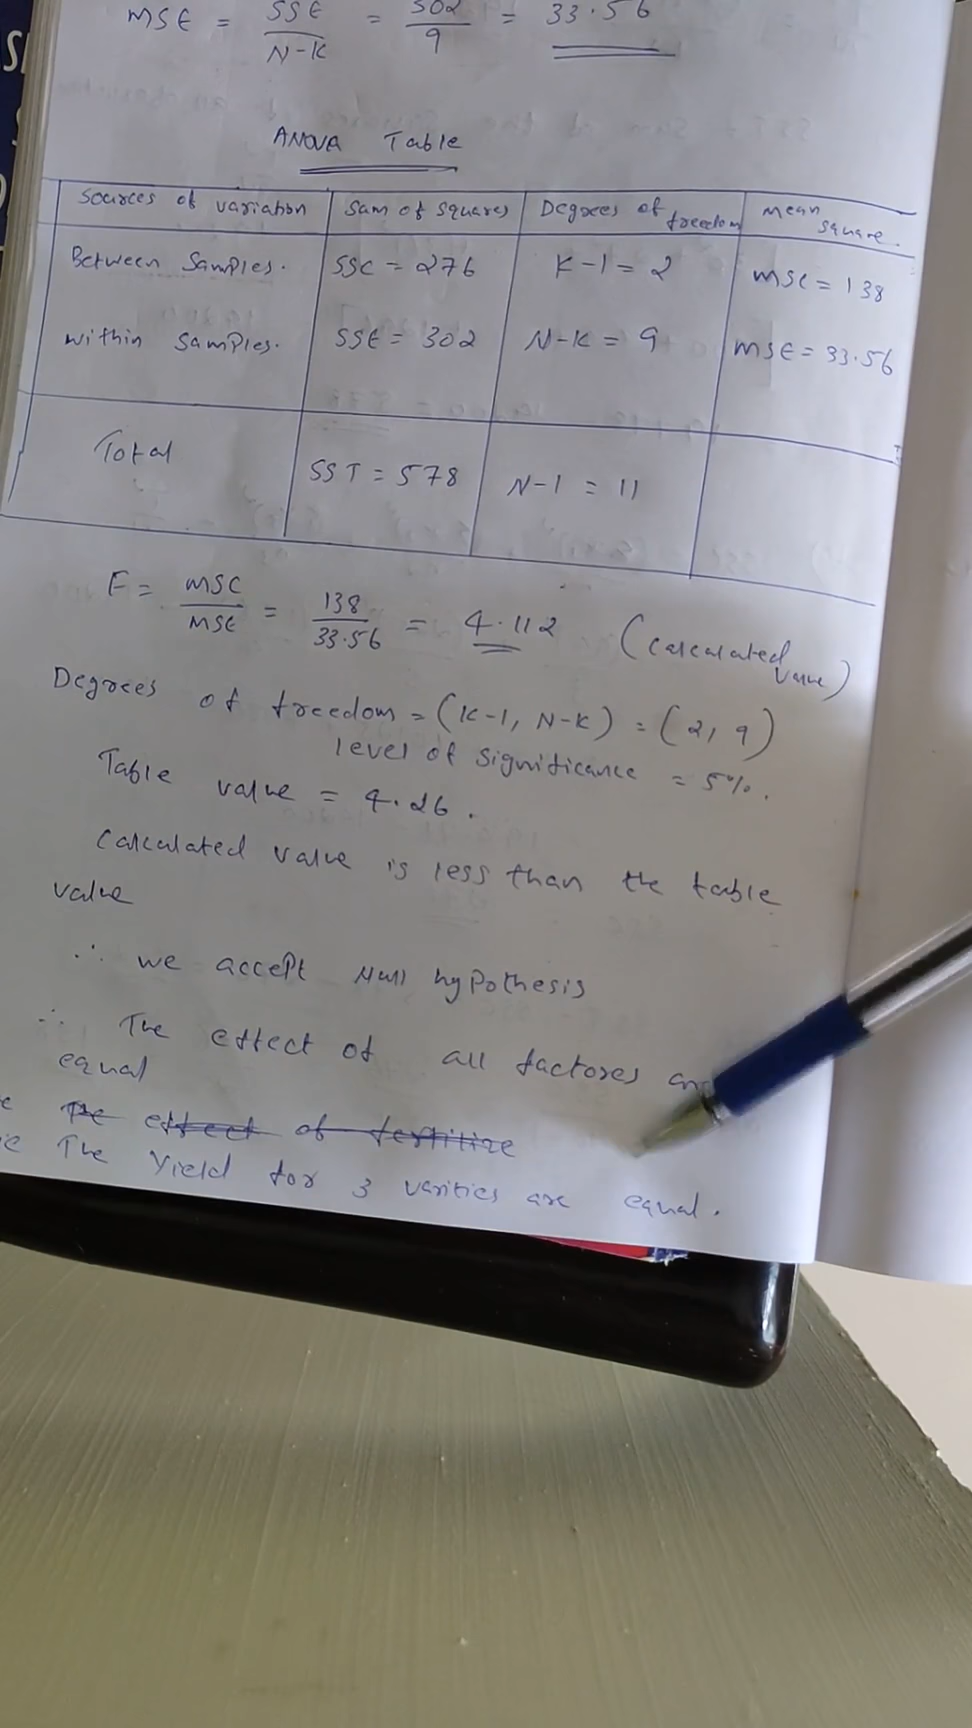 MSE = SSE / N-K = 302 / 9 = 33.56
ANOVA Table
Sources of variation | Sam of squares | Degrees of freedom | mean square.
Between Samples. | SSC = 276 | K-1 = 2 | MSC = 138
within samples. | SSE = 302 | N-K = 9 | MSE = 33.56
Total | SST = 578 | N-1 = 11
F = MSC / MSE = 138 / 33.56 = 4.112 (calculated value)
Degrees of freedom = (K-1, N-K) = (2, 9)
level of significance = 5%.
Table value = 4.26.
calculated value is less than the table
value
∴ we accept Null hypothesis
∴ The effect of all factores
equal
The effect of fertilize
The Yield for 3 varities are equal.